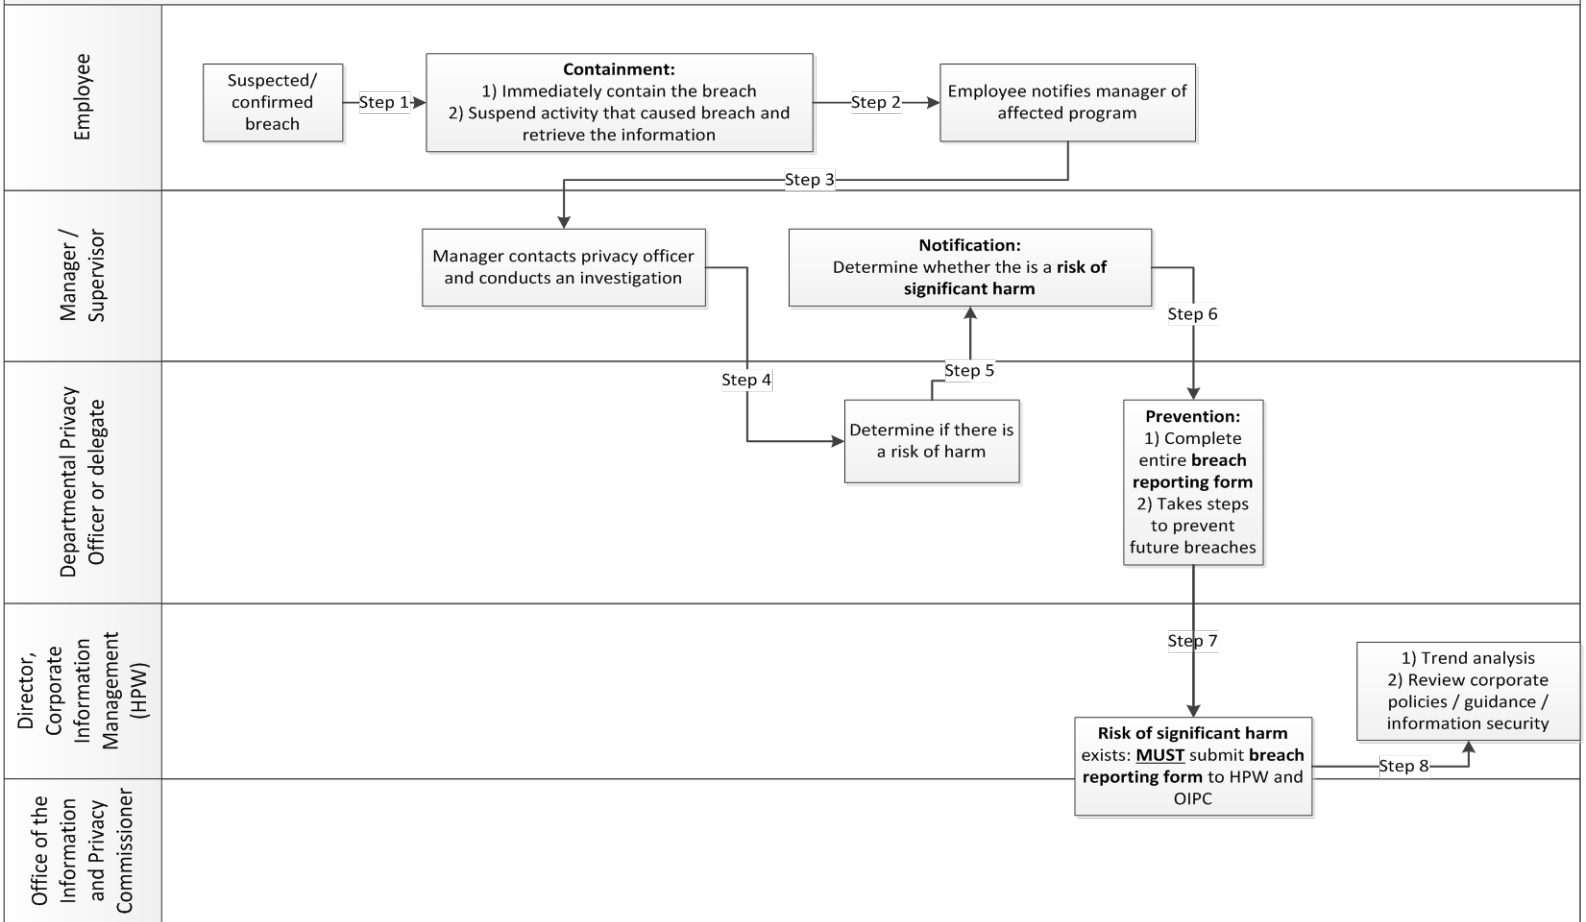 Employee
Suspected/
confirmed
breach
Step 1
Containment:
1) Immediately contain the breach
2) Suspend activity that caused breach and
retrieve the information
Step 2
Employee notifies manager of
affected program
Step 3
Manager /
Supervisor
Manager contacts privacy officer
and conducts an investigation
Notification:
Determine whether the is a risk of
significant harm
Step 6
Step 4
Step 5
Departmental Privacy
Officer or delegate
Determine if there is
a risk of harm
Prevention:
1) Complete
entire breach
reporting form
2) Takes steps
to prevent
future breaches
Director,
Corporate
Information
Management
(HPW)
Step 7
1) Trend analysis
2) Review corporate
policies / guidance /
information security
Risk of significant harm
exists: MUST submit breach
reporting form to HPW and
OIPC
Step 8
Office of the
Information
and Privacy
Commissioner